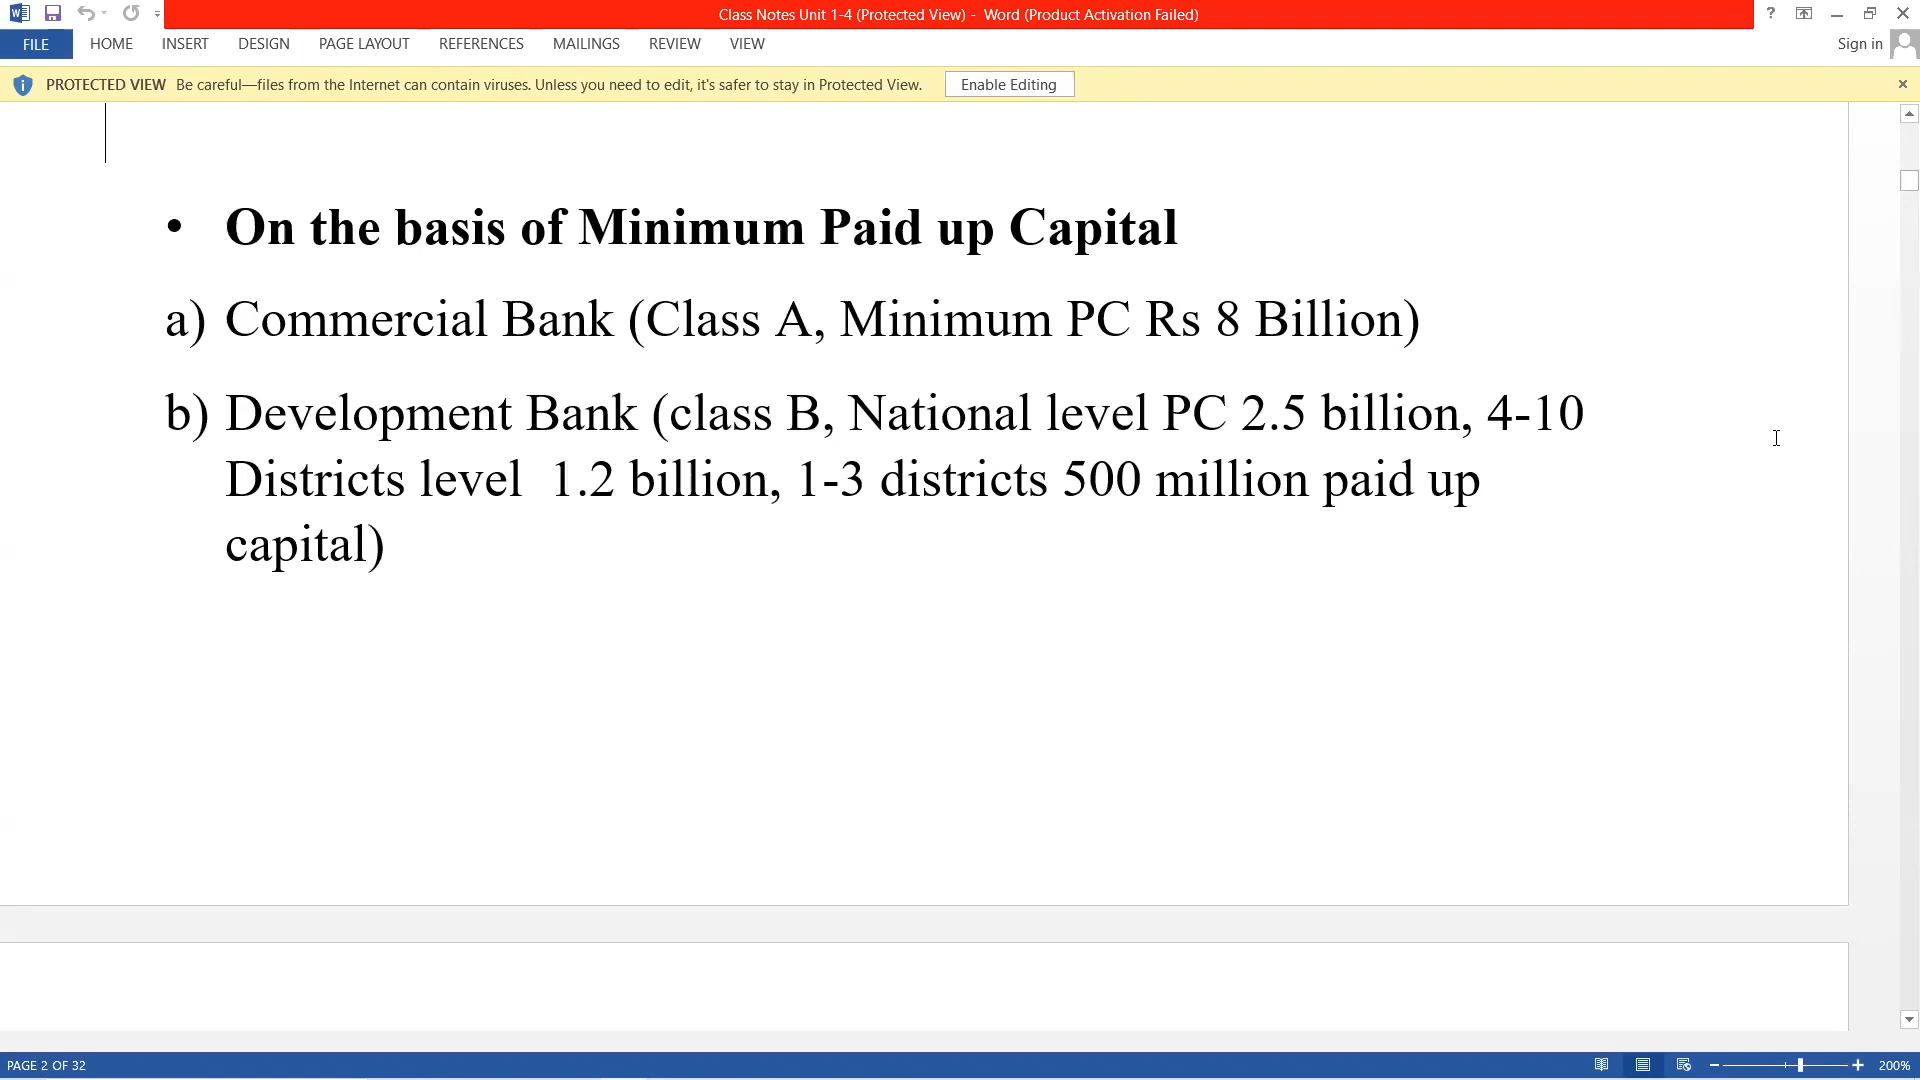 Class Notes Unit 1-4 (Protected View) - Word (Product Activation Failed)
FILE HOME INSERT DESIGN PAGE LAYOUT REFERENCES MAILINGS REVIEW VIEW Sign in
PROTECTED VIEW Be careful—files from the Internet can contain viruses. Unless you need to edit, it's safer to stay in Protected View. Enable Editing
• On the basis of Minimum Paid up Capital
a) Commercial Bank (Class A, Minimum PC Rs 8 Billion)
b) Development Bank (class B, National level PC 2.5 billion, 4-10
Districts level 1.2 billion, 1-3 districts 500 million paid up
capital)
PAGE 2 OF 32 200%